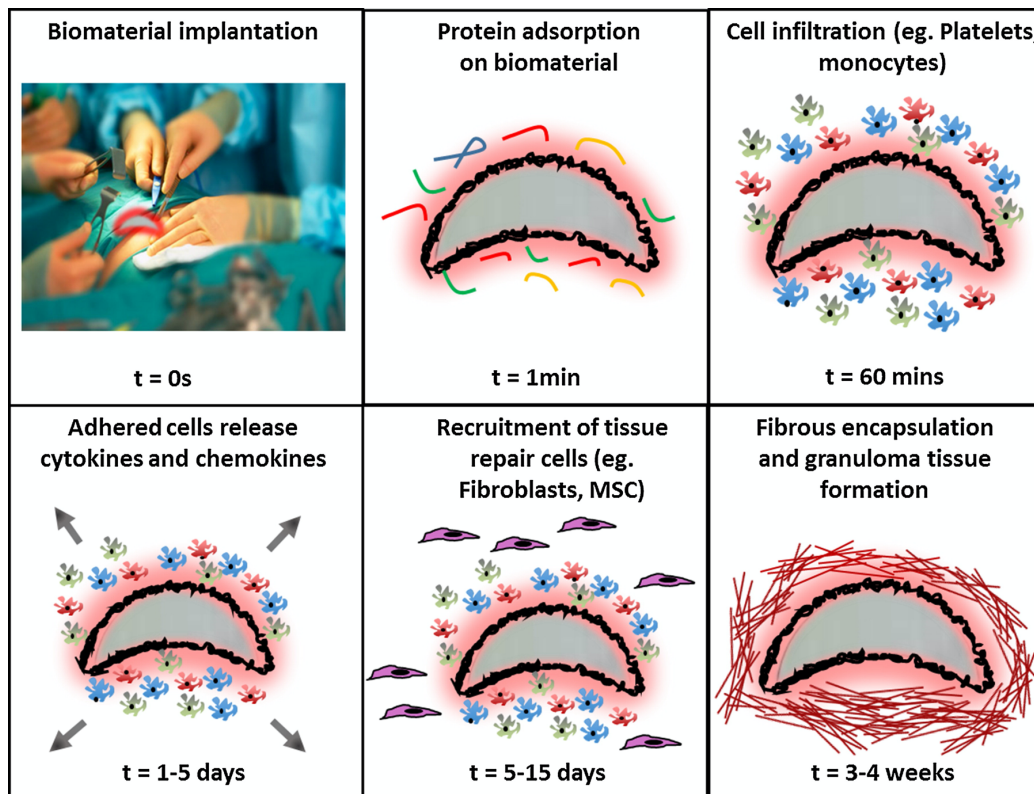 Biomaterial implantation
t = 0s
Protein adsorption
on biomaterial
t = 1min
Cell infiltration (eg. Platelets,
monocytes)
t = 60 mins
Adhered cells release
cytokines and chemokines
t = 1-5 days
Recruitment of tissue
repair cells (eg.
Fibroblasts, MSC)
t = 5-15 days
Fibrous encapsulation
and granuloma tissue
formation
t = 3-4 weeks